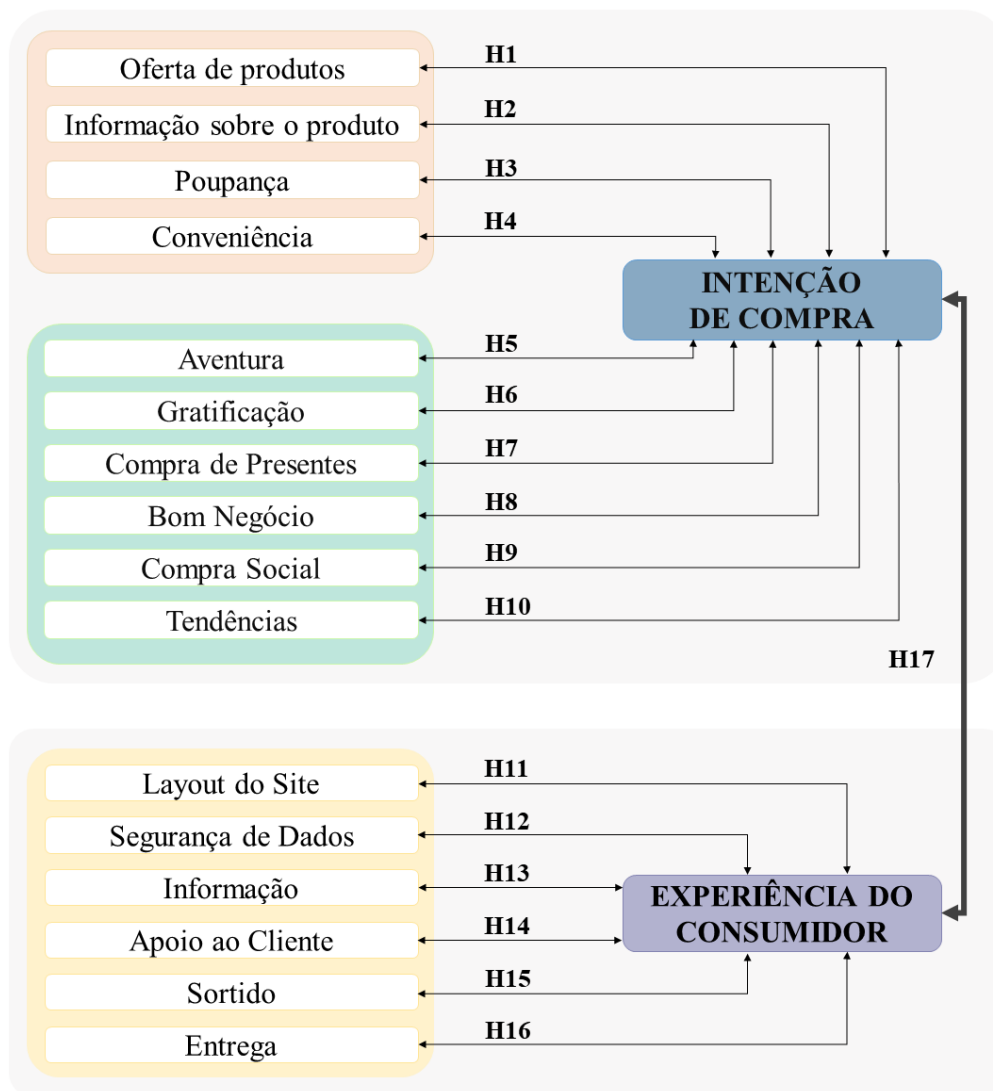 Oferta de produtos
H1
Informação sobre o produto
H2
Poupança
H3
Conveniência
H4
INTENÇÃO
DE COMPRA
Aventura
H5
Gratificação
H6
Compra de Presentes
H7
Bom Negócio
H8
Compra Social
H9
Tendências
H10
H17
Layout do Site
H11
Segurança de Dados
H12
Informação
H13
Apoio ao Cliente
H14
EXPERIÊNCIA DO
CONSUMIDOR
Sortido
H15
Entrega
H16